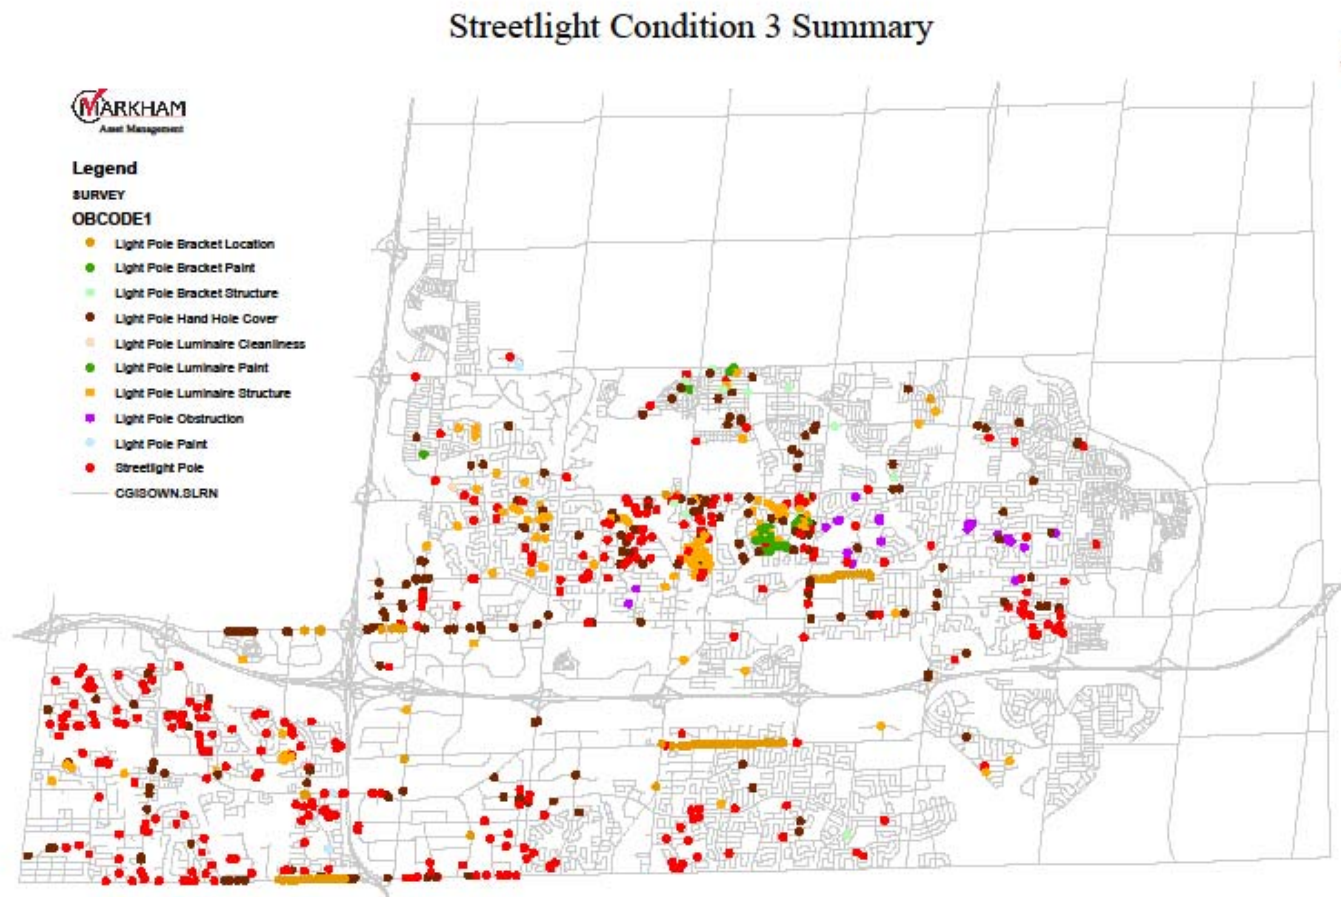 Streetlight Condition 3 Summary
MARKHAM
Asset Management
Legend
SURVEY
OBCODE1
Light Pole Bracket Location
Light Pole Bracket Paint
Light Pole Bracket Structure
Light Pole Hand Hole Cover
Light Pole Luminaire Cleanliness
Light Pole Luminaire Paint
Light Pole Luminaire Structure
Light Pole Obstruction
Light Pole Paint
Streetlight Pole
CGISOWN.SLRN